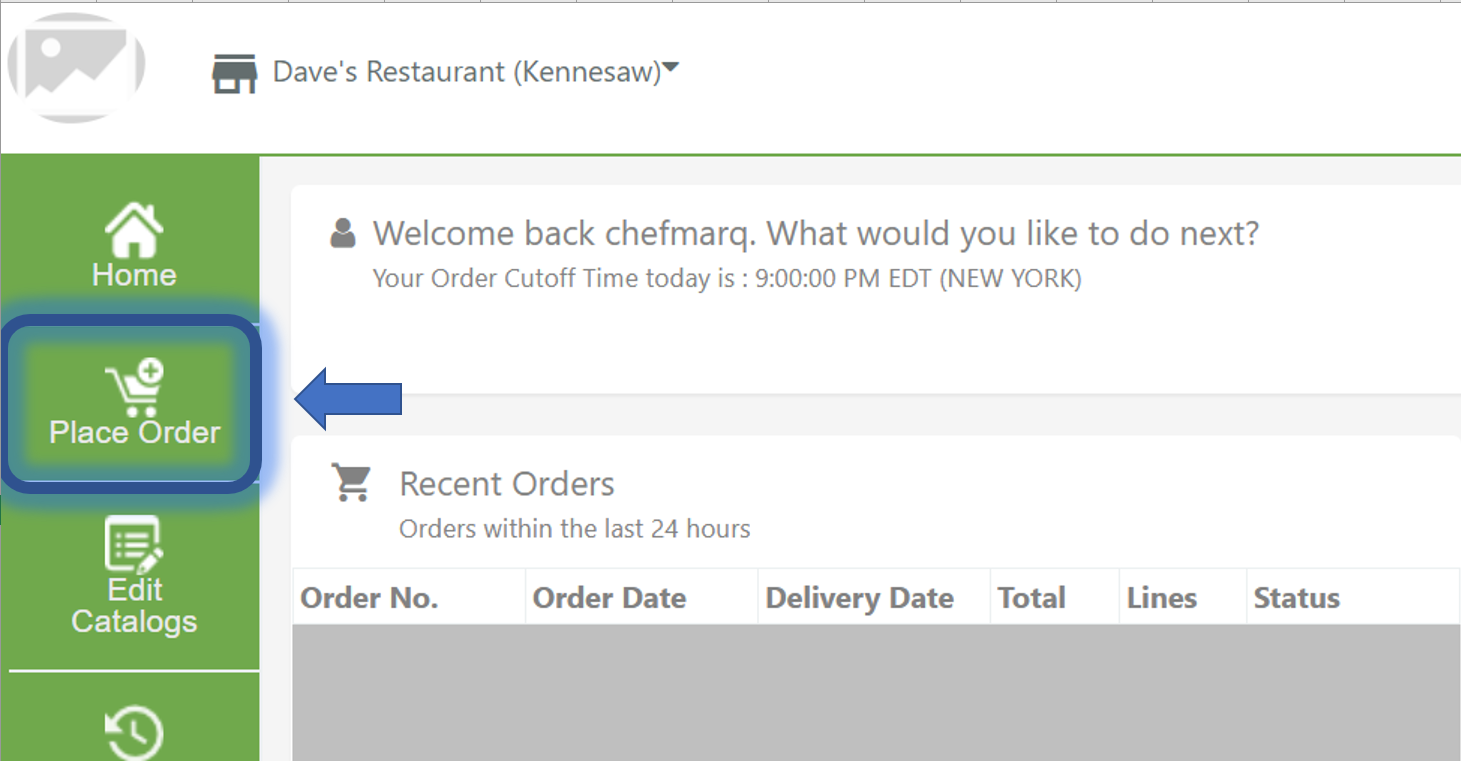 Dave's Restaurant (Kennesaw)
Home
Place Order
Edit
Catalogs
Welcome back chefmarq. What would you like to do next?
Your Order Cutoff Time today is : 9:00:00 PM EDT (NEW YORK)
Recent Orders
Orders within the last 24 hours
Order No. Order Date Delivery Date Total Lines Status